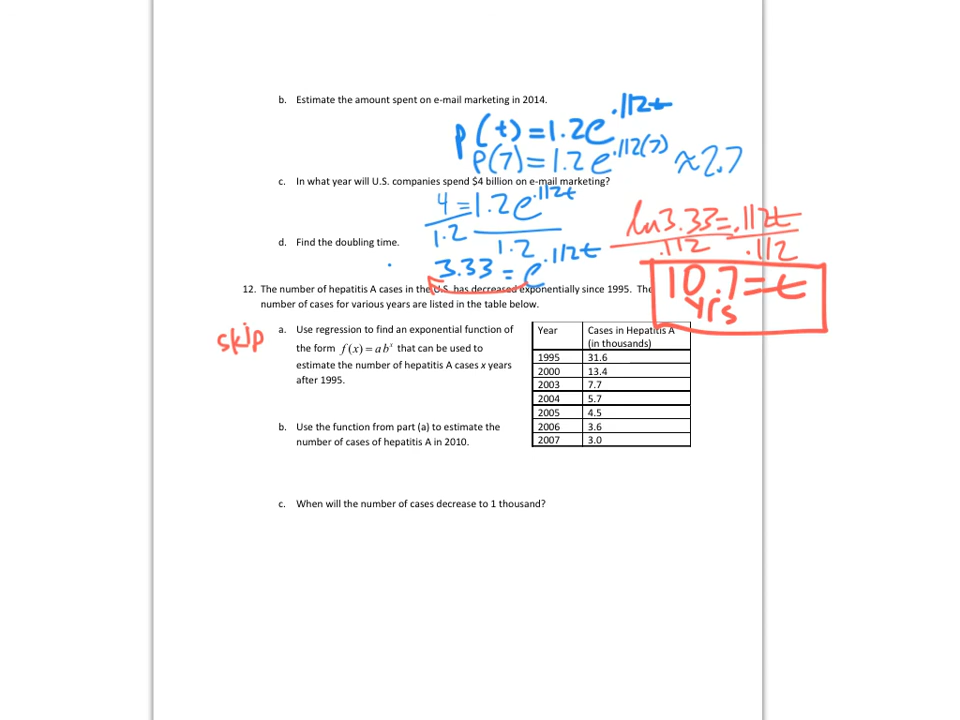 b. Estimate the amount spent on e-mail marketing in 2014.
P(t)=1.2e^.112t
P(7)=1.2e^.112(7) ≈2.7
c. In what year will U.S. companies spend $4 billion on e-mail marketing?
4=1.2e^.112t
1.2 1.2
3.33=e^.112t
ln3.33=.112t
.112 .112
10.7=t
yrs
d. Find the doubling time.
12. The number of hepatitis A cases in the U.S. has decreased exponentially since 1995. The
number of cases for various years are listed in the table below.
skip
a. Use regression to find an exponential function of
the form f(x)=ab^x that can be used to
estimate the number of hepatitis A cases x years
after 1995.
Year Cases in Hepatitis A
(in thousands)
1995 31.6
2000 13.4
2003 7.7
2004 5.7
2005 4.5
2006 3.6
2007 3.0
b. Use the function from part (a) to estimate the
number of cases of hepatitis A in 2010.
c. When will the number of cases decrease to 1 thousand?